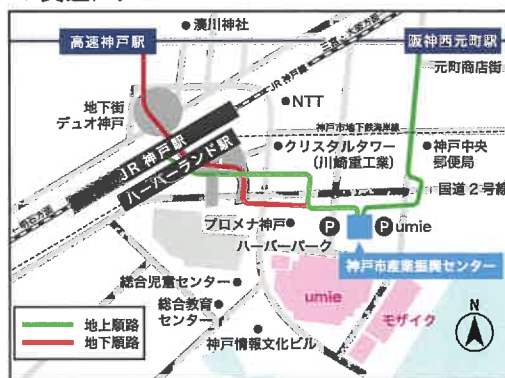 湊川神社
高速神戸駅
阪神西元町駅
元町商店街
JR 神戸線
地下街
デュオ神戸
NTT
神戸市地下鉄海岸線
JR 神戸駅
ハーバーランド駅
クリスタルタワー
(川崎重工業)
神戸中央
郵便局
国道2号線
プロメナ神戸
P
P umie
ハーバーパーク
神戸市産業振興センター
総合児童センター
umie
総合教育
センター
モザイク
N
地上順路
地下順路
神戸情報文化ビル